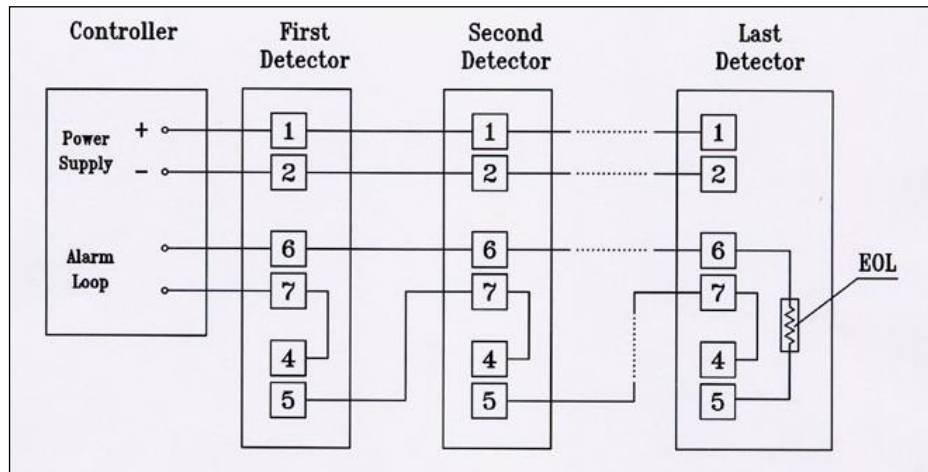 Controller
First
Detector
Second
Detector
Last
Detector
Power
Supply
+
-
Alarm
Loop
1
2
6
7
4
5
1
2
6
7
4
5
1
2
6
7
4
5
EOL